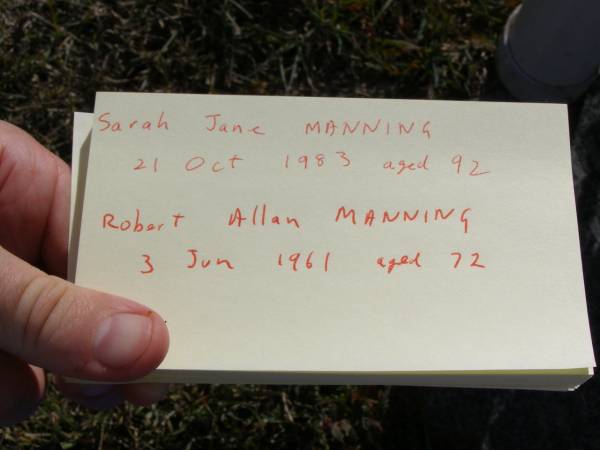 Sarah Jane MANNING
21 Oct 1983 aged 92
Robert Allan MANNING
3 Jun 1961 aged 72